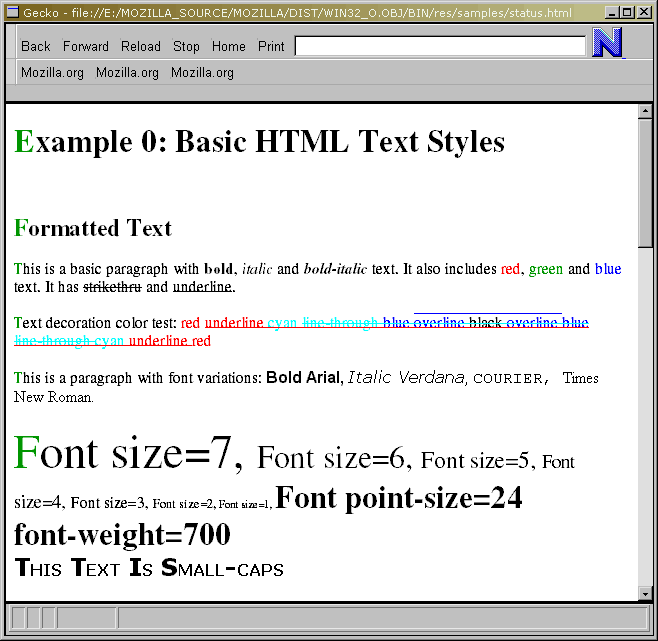 Gecko - file://E:/MOZILLA_SOURCE/MOZILLA/DIST/WIN32_O.OBJ/BIN/res/samples/status.html
Back Forward Reload Stop Home Print
N
Mozilla.org Mozilla.org Mozilla.org
Example 0: Basic HTML Text Styles
Formatted Text
This is a basic paragraph with bold, italic and bold-italic text. It also includes red, green and blue
text. It has strikethru and underline.
Text decoration color test: red underline cyan line-through blue overline black overline blue
line-through cyan underline red
This is a paragraph with font variations: Bold Arial, Italic Verdana, COURIER, Times
New Roman.
Font size=7, Font size=6, Font size=5, Font
size=4, Font size=3, Font size=2, Font size=1, Font point-size=24
font-weight=700
This Text Is Small-caps